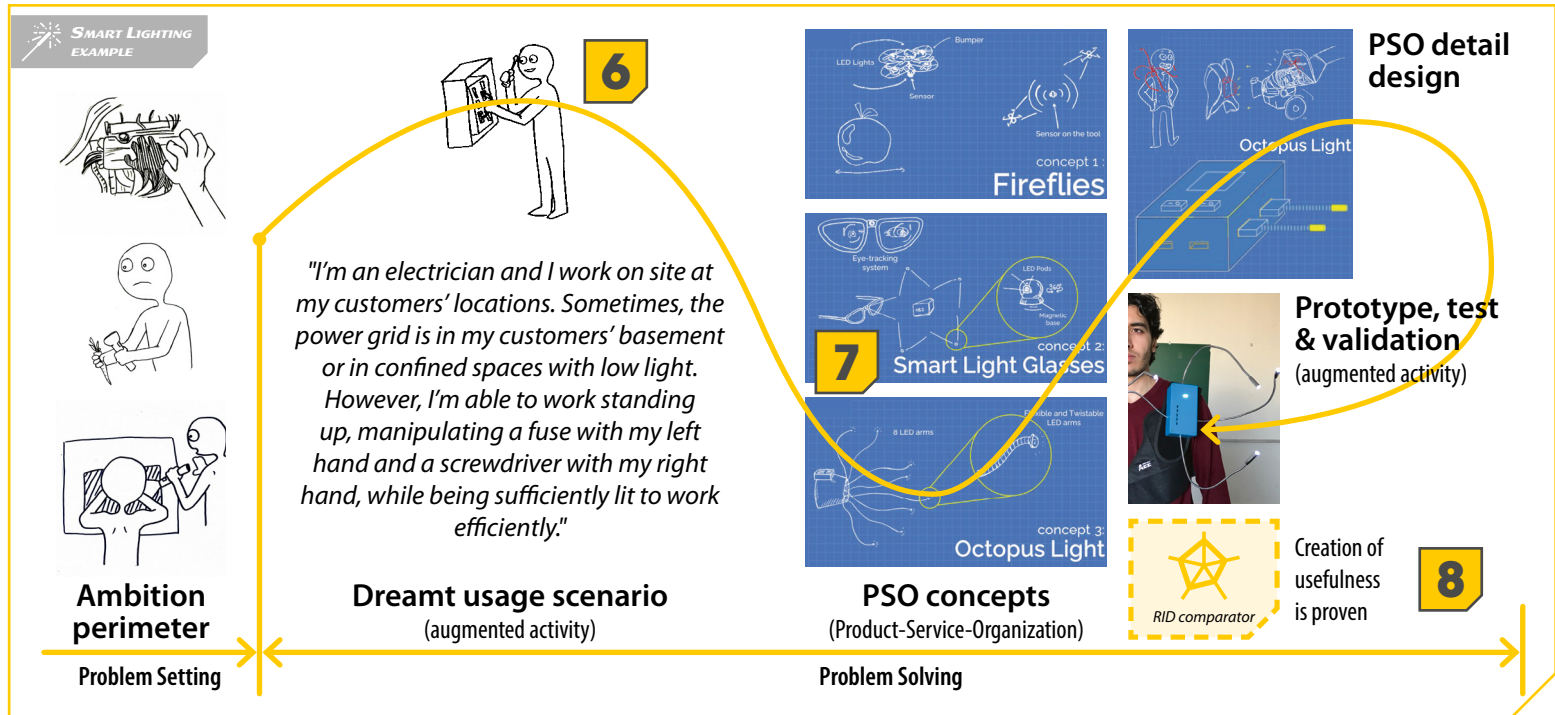 SMART LIGHTING
EXAMPLE
Ambition
perimeter
6
"I'm an electrician and I work on site at
my customers' locations. Sometimes, the
power grid is in my customers' basement
or in confined spaces with low light.
However, I'm able to work standing
up, manipulating a fuse with my left
hand and a screwdriver with my right
hand, while being sufficiently lit to work
efficiently."
Dreamt usage scenario
(augmented activity)
LED Lights
Bumper
Sensor
Sensor on the tool
concept 1 :
Fireflies
Eye-tracking
system
LED Pods
Magnetic
base
concept 2:
Smart Light Glasses
7
8 LED arms
Flexible and Twistable
LED arms
concept 3:
Octopus Light
PSO concepts
(Product-Service-Organization)
Octopus Light
PSO detail
design
Prototype, test
& validation
(augmented activity)
AEE
RID comparator
Creation of
usefulness
is proven
8
Problem Setting
Problem Solving